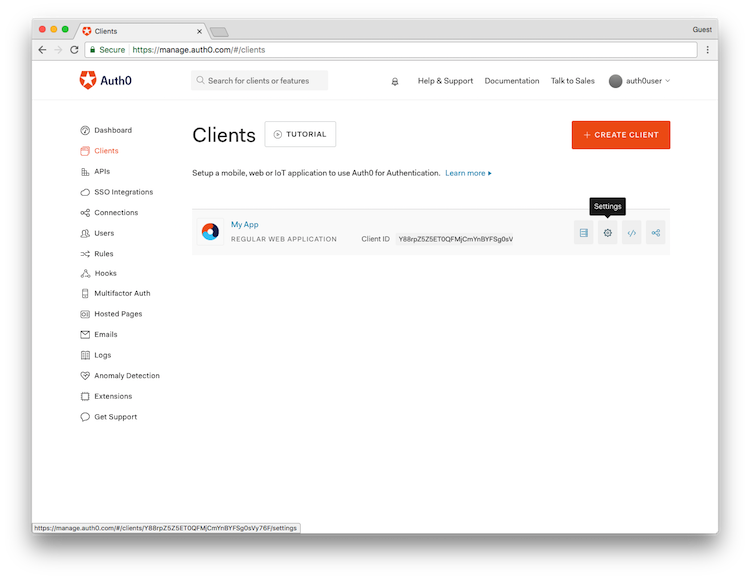 Clients
Guest
Secure https://manage.auth0.com/#/clients
Auth0
Search for clients or features
Help & Support
Documentation
Talk to Sales
auth0user
Dashboard
Clients
APIs
SSO Integrations
Connections
Users
Rules
Hooks
Multifactor Auth
Hosted Pages
Emails
Logs
Anomaly Detection
Extensions
Get Support
Clients
TUTORIAL
+ CREATE CLIENT
Setup a mobile, web or IoT application to use Auth0 for Authentication. Learn more
Settings
My App
REGULAR WEB APPLICATION
Client ID Y88rpZ5Z5ET0QFMjCmYnBYFSg0sV
https://manage.auth0.com/#/clients/Y88rpZ5Z5ET0QFMjCmYnBYFSg0sVy76F/settings